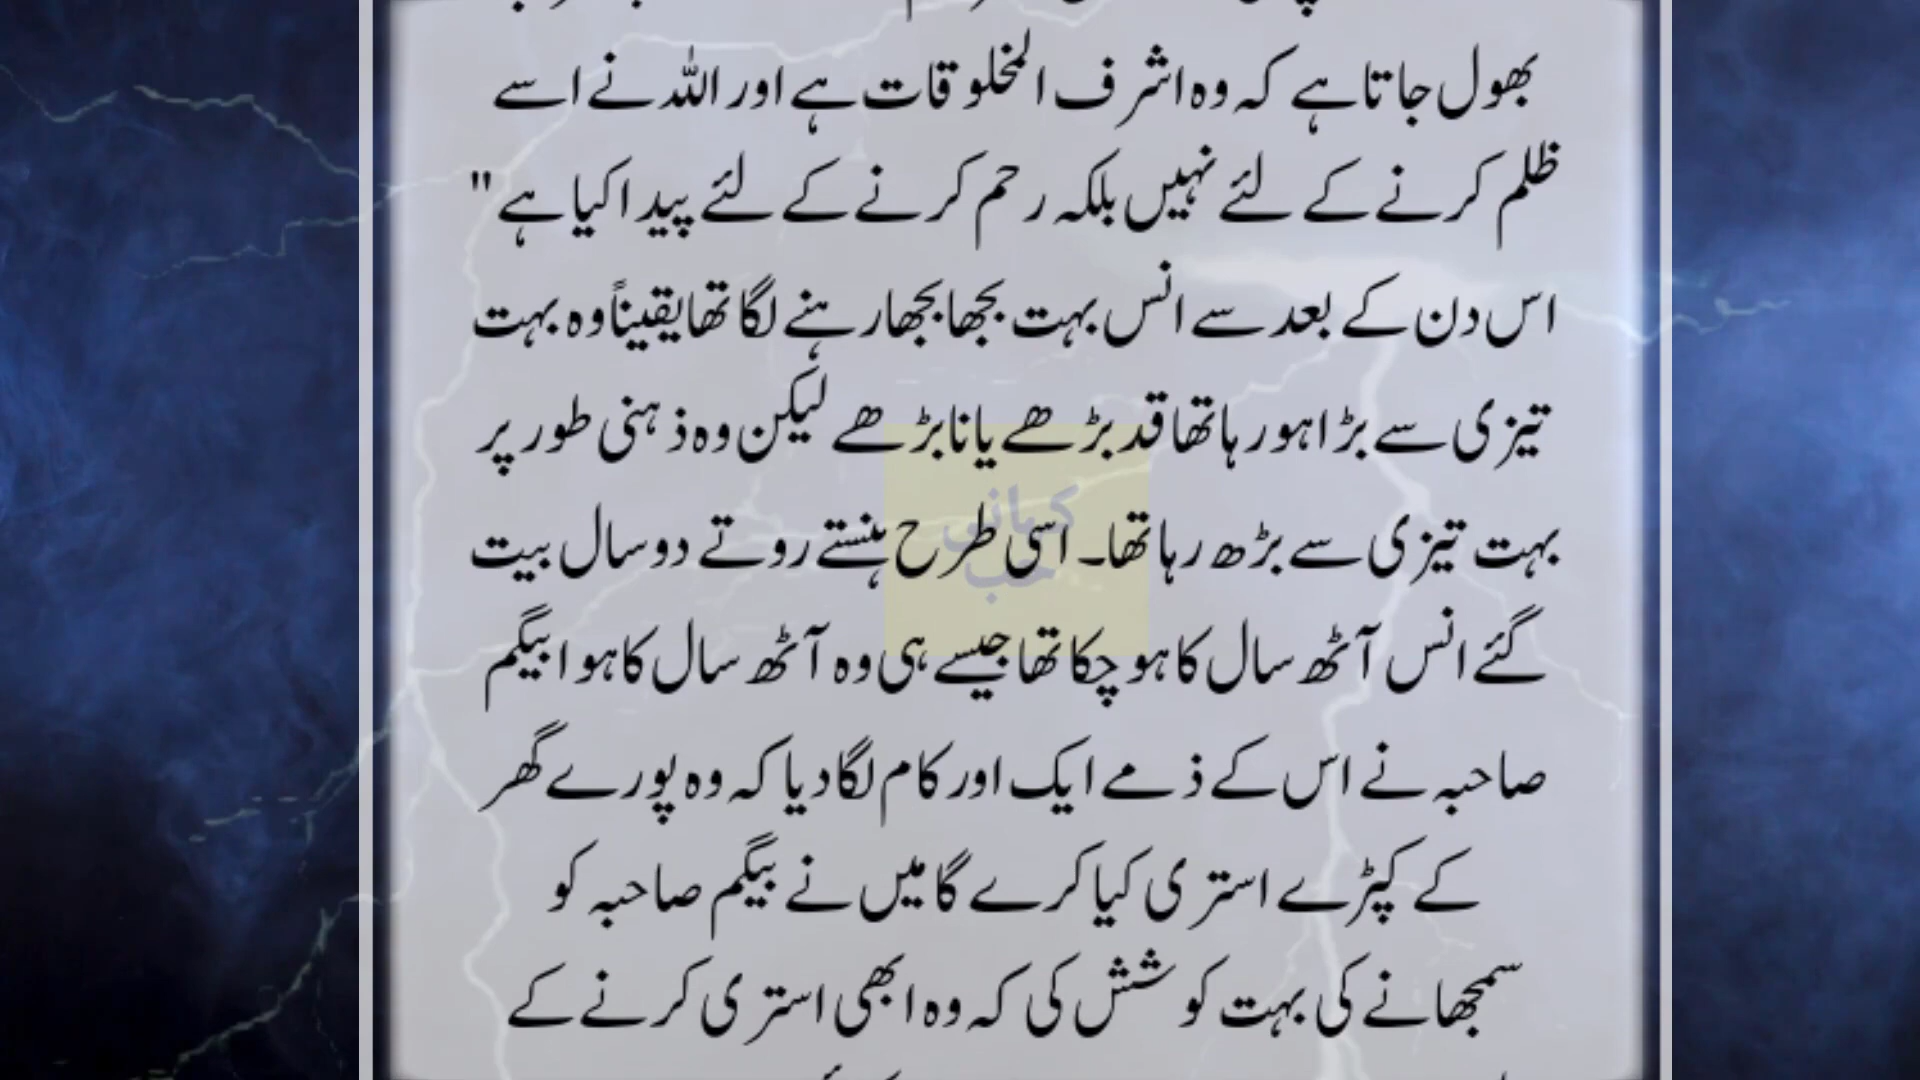 بھول جاتا ہے کہ وہ اشرف المخلوقات ہے اور اللہ نے اسے
ظلم کرنے کے لئے نہیں بلکہ رحم کرنے کے لئے پیدا کیا ہے "
اس دن کے بعد سے انس بہت بجھا بجھا رہنے لگا تھا یقیناً وہ بہت
تیزی سے بڑا ہو رہا تھا قد بڑھے یا نا بڑھے لیکن وہ ذہنی طور پر
بہت تیزی سے بڑھ رہا تھا۔ اسی طرح ہنستے روتے دو سال بیت
گئے انس آٹھ سال کا ہو چکا تھا جیسے ہی وہ آٹھ سال کا ہوا بیگم
صاحبہ نے اس کے ذمے ایک اور کام لگا دیا کہ وہ پورے گھر
کے کپڑے استری کیا کرے گا میں نے بیگم صاحبہ کو
سمجھانے کی بہت کوشش کی کہ وہ ابھی استری کرنے کے
کہانی
حب